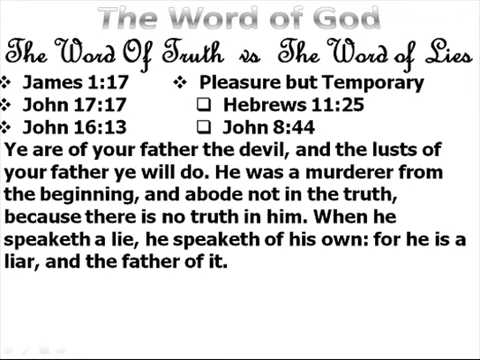 The Word of God
The Word Of Truth vs The Word of Lies
❖ James 1:17 ❖ Pleasure but Temporary
❖ John 17:17 ❑ Hebrews 11:25
❖ John 16:13 ❑ John 8:44
Ye are of your father the devil, and the lusts of
your father ye will do. He was a murderer from
the beginning, and abode not in the truth,
because there is no truth in him. When he
speaketh a lie, he speaketh of his own: for he is a
liar, and the father of it.